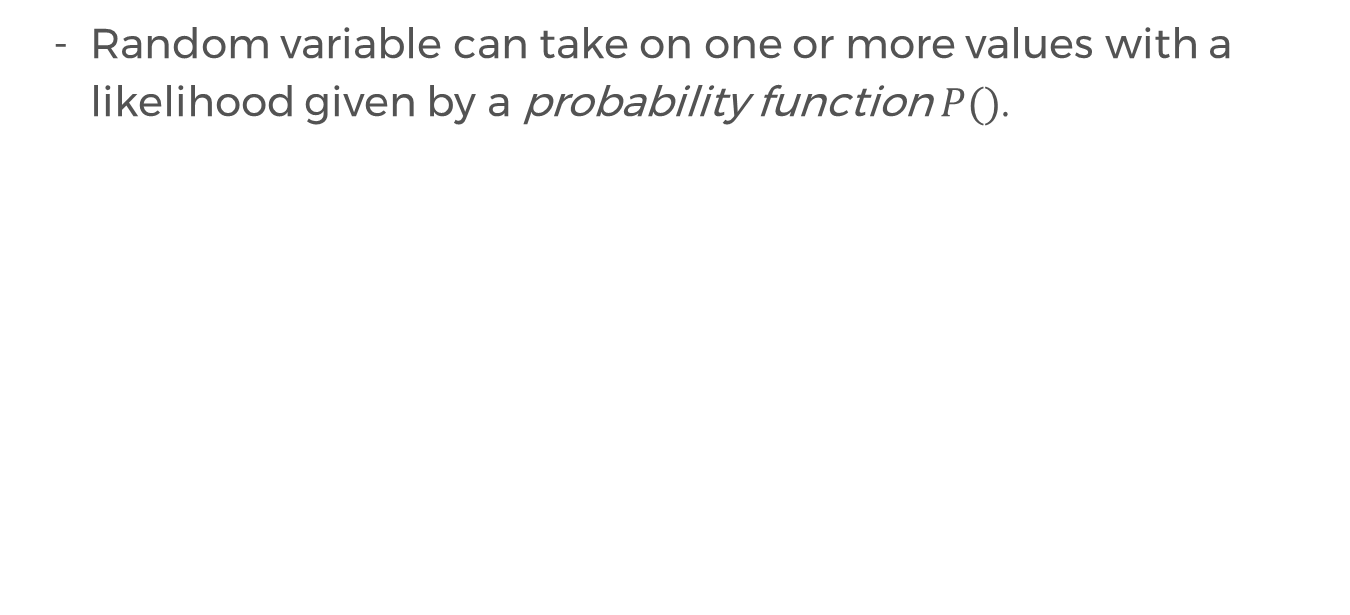 - Random variable can take on one or more values with a
likelihood given by a probability function P().